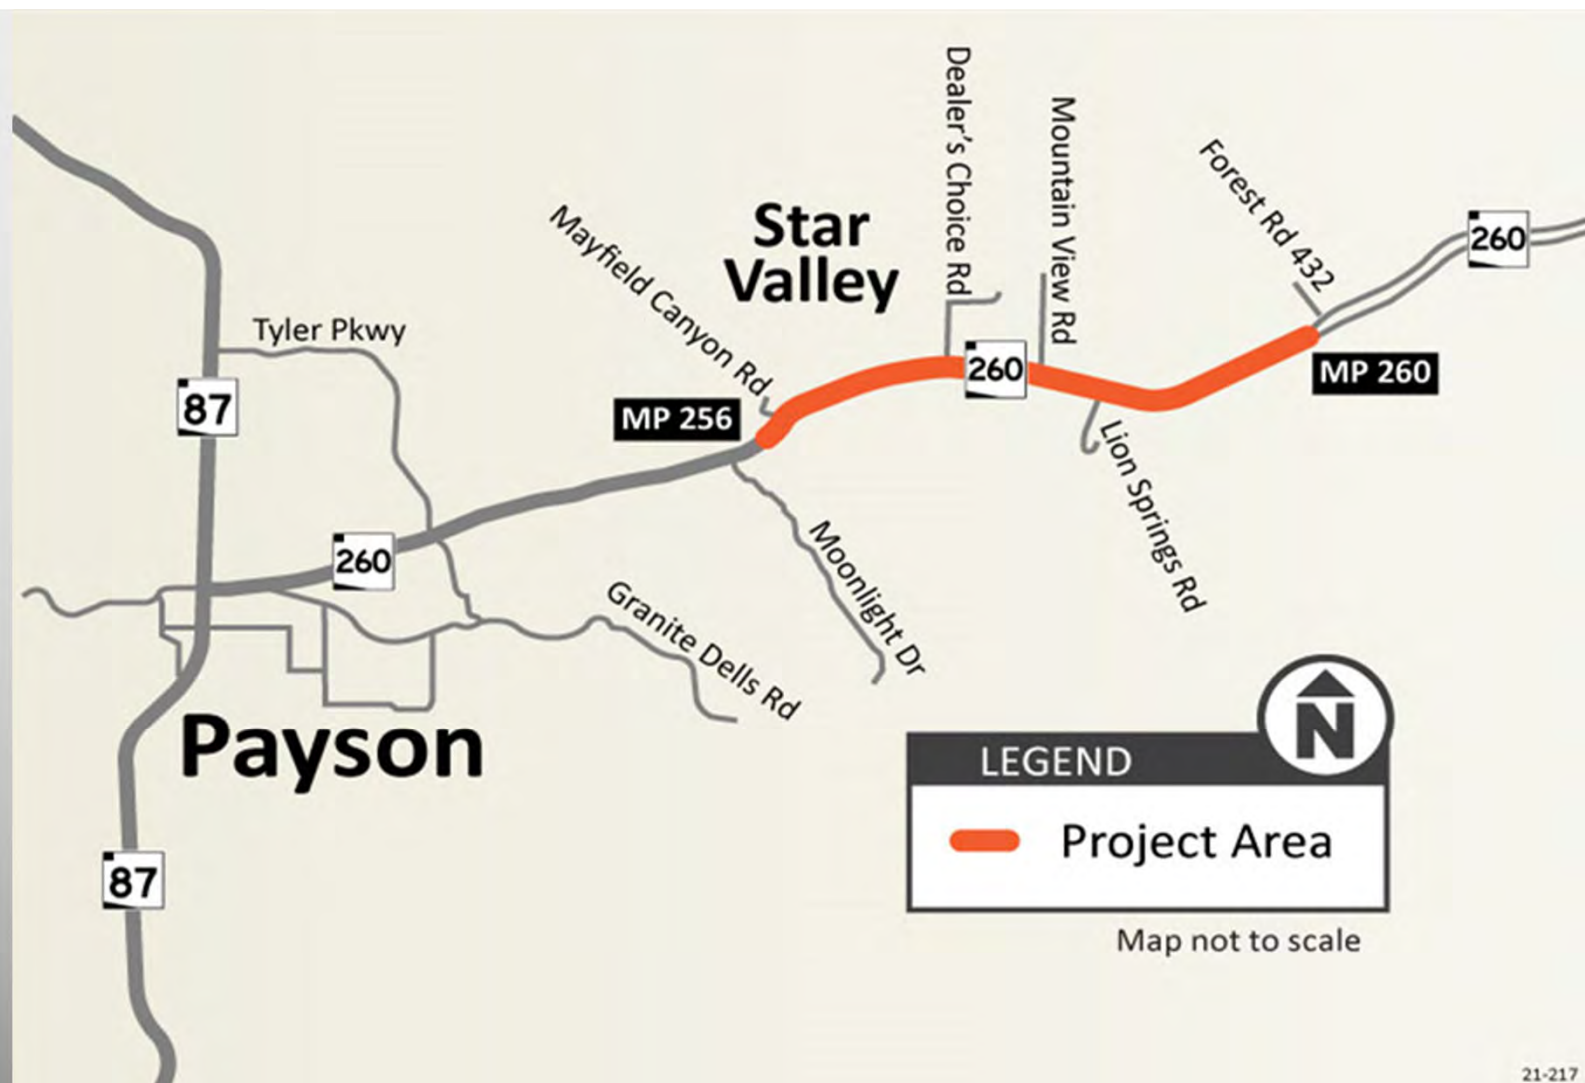 Dealer's Choice Rd
Mountain View Rd
Forest Rd 432
Star
Valley
Mayfield Canyon Rd
260
Tyler Pkwy
87
MP 256
260
MP 260
Lion Springs Rd
260
Moonlight Dr
Granite Dells Rd
Payson
N
LEGEND
Project Area
87
Map not to scale
21-217